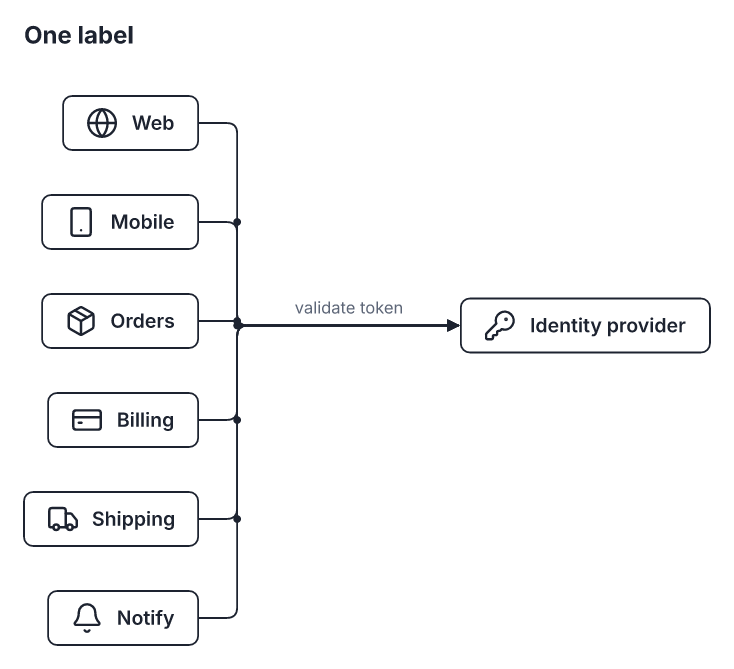 One label
Web
Mobile
Orders
validate token
Identity provider
Billing
Shipping
Notify